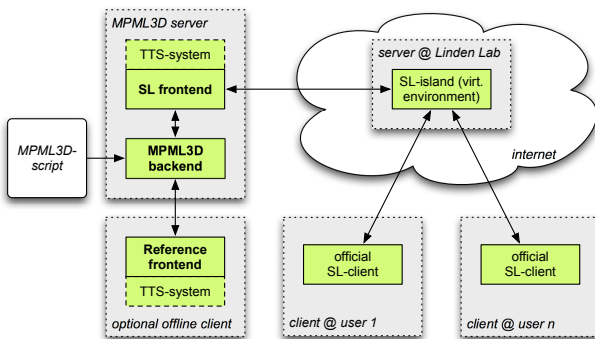 MPML3D server
TTS-system
SL frontend
MPML3D
backend
MPML3D-
script
server @ Linden Lab
SL-island (virt.
environment)
internet
Reference
frontend
TTS-system
optional offline client
official
SL-client
client @ user 1
official
SL-client
client @ user n